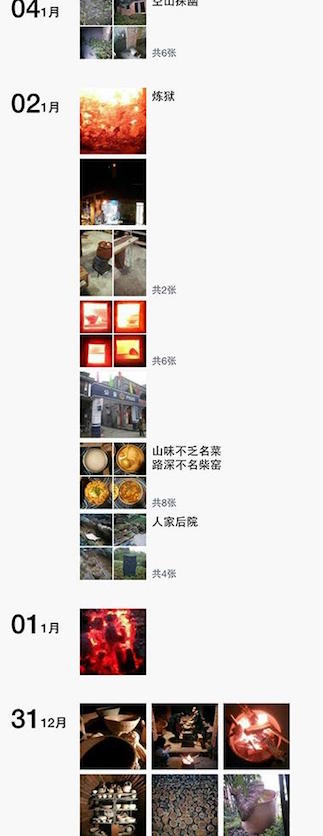 04 1月
空山探幽
共6张
02 1月
炼狱
共2张
共6张
山味不乏名菜
路深不名柴窑
共8张
人家后院
共4张
01 1月
31 12月